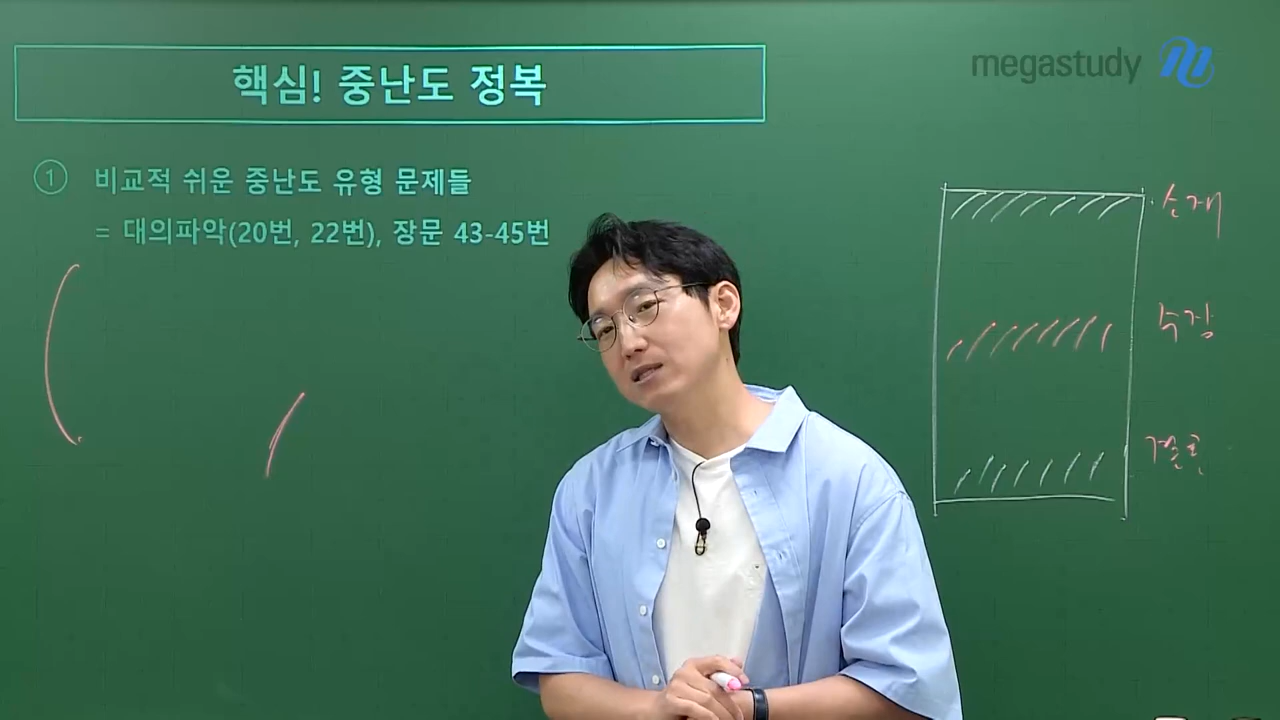 핵심! 중난도 정복
megastudy
① 비교적 쉬운 중난도 유형 문제들
= 대의파악(20번, 22번), 장문 43-45번
소재
주장
결론